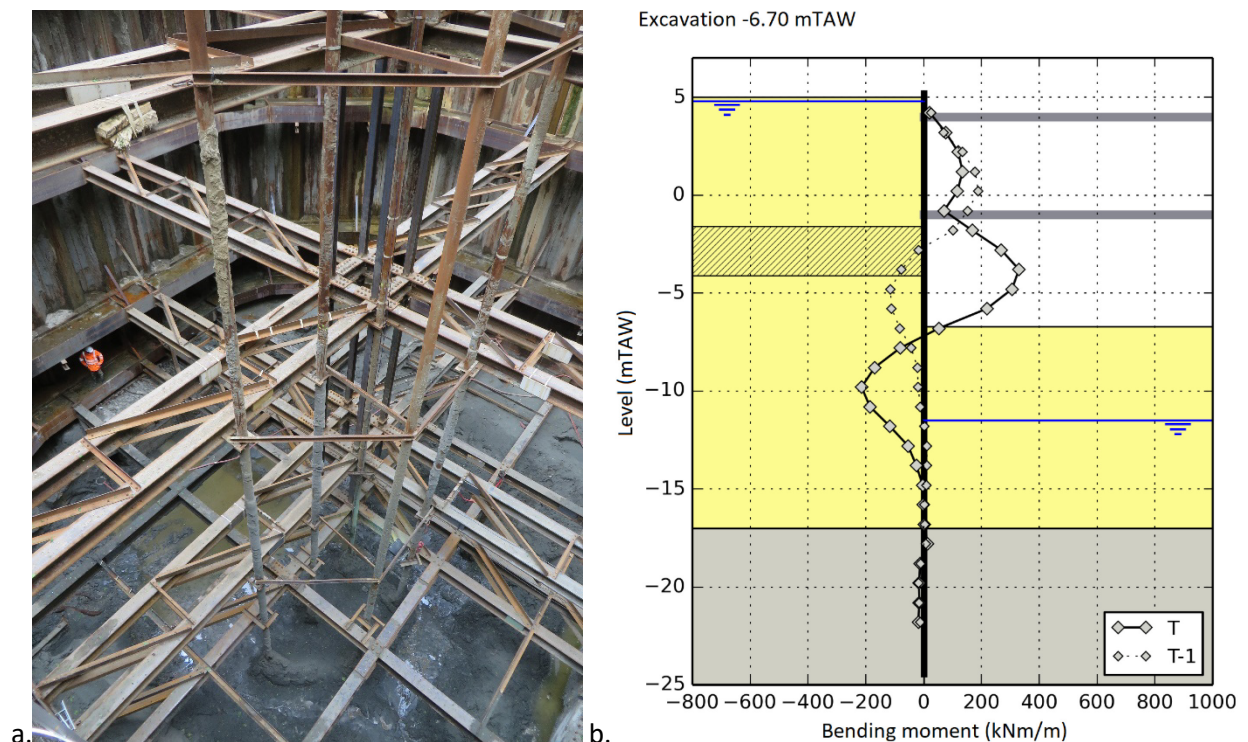 Excavation -6.70 mTAW
5
0
−5
−10
−15
−20
−25
Level (mTAW)
−800 −600 −400 −200 0 200 400 600 800 1000
Bending moment (kNm/m)
T
T-1
a.
b.